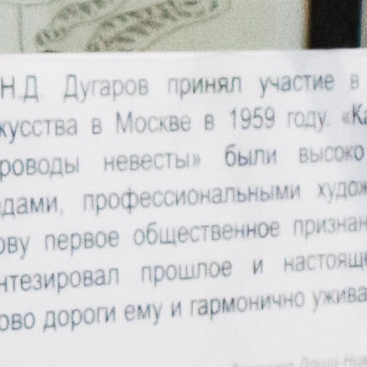 Н.Д. Дугаров принял участие в
кусства в Москве в 1959 году. «Ка
роводы невесты» были высоко
дами, профессиональными худож
ову первое общественное признан
нтезировал прошлое и настояще
ово дороги ему и гармонично ужива